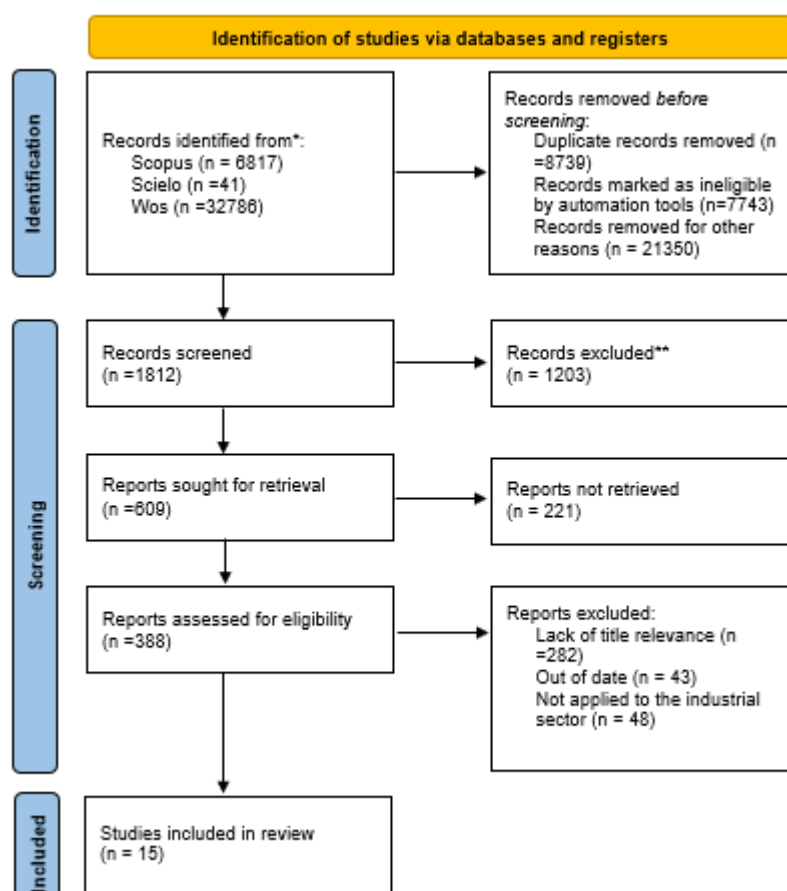 Identification of studies via databases and registers
Identification
Records identified from*:
Scopus (n = 6817)
Scielo (n =41)
Wos (n =32786)
Records removed before
screening:
Duplicate records removed (n
=8739)
Records marked as ineligible
by automation tools (n=7743)
Records removed for other
reasons (n = 21350)
Screening
Records screened
(n =1812)
Records excluded**
(n = 1203)
Reports sought for retrieval
(n =609)
Reports not retrieved
(n = 221)
Reports assessed for eligibility
(n =388)
Reports excluded:
Lack of title relevance (n
=282)
Out of date (n = 43)
Not applied to the industrial
sector (n = 48)
Included
Studies included in review
(n = 15)